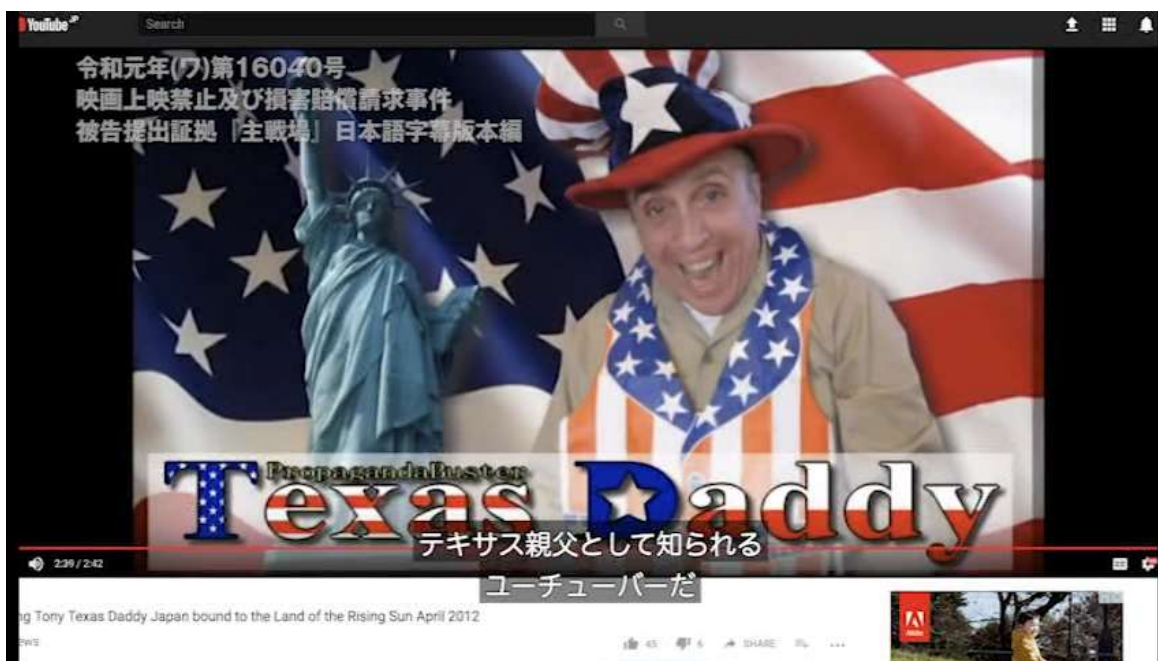 YouTube JP
Search
令和元年(ワ)第16040号
映画上映禁止及び損害賠償請求事件
被告提出証拠『主戦場』日本語字幕版本編
PropagandaBuster
Texas Daddy
テキサス親父として知られる
ユーチューバーだ
2:39 / 2:42
ng Tony Texas Daddy Japan bound to the Land of the Rising Sun April 2012
ews
45
6
SHARE
Adobe